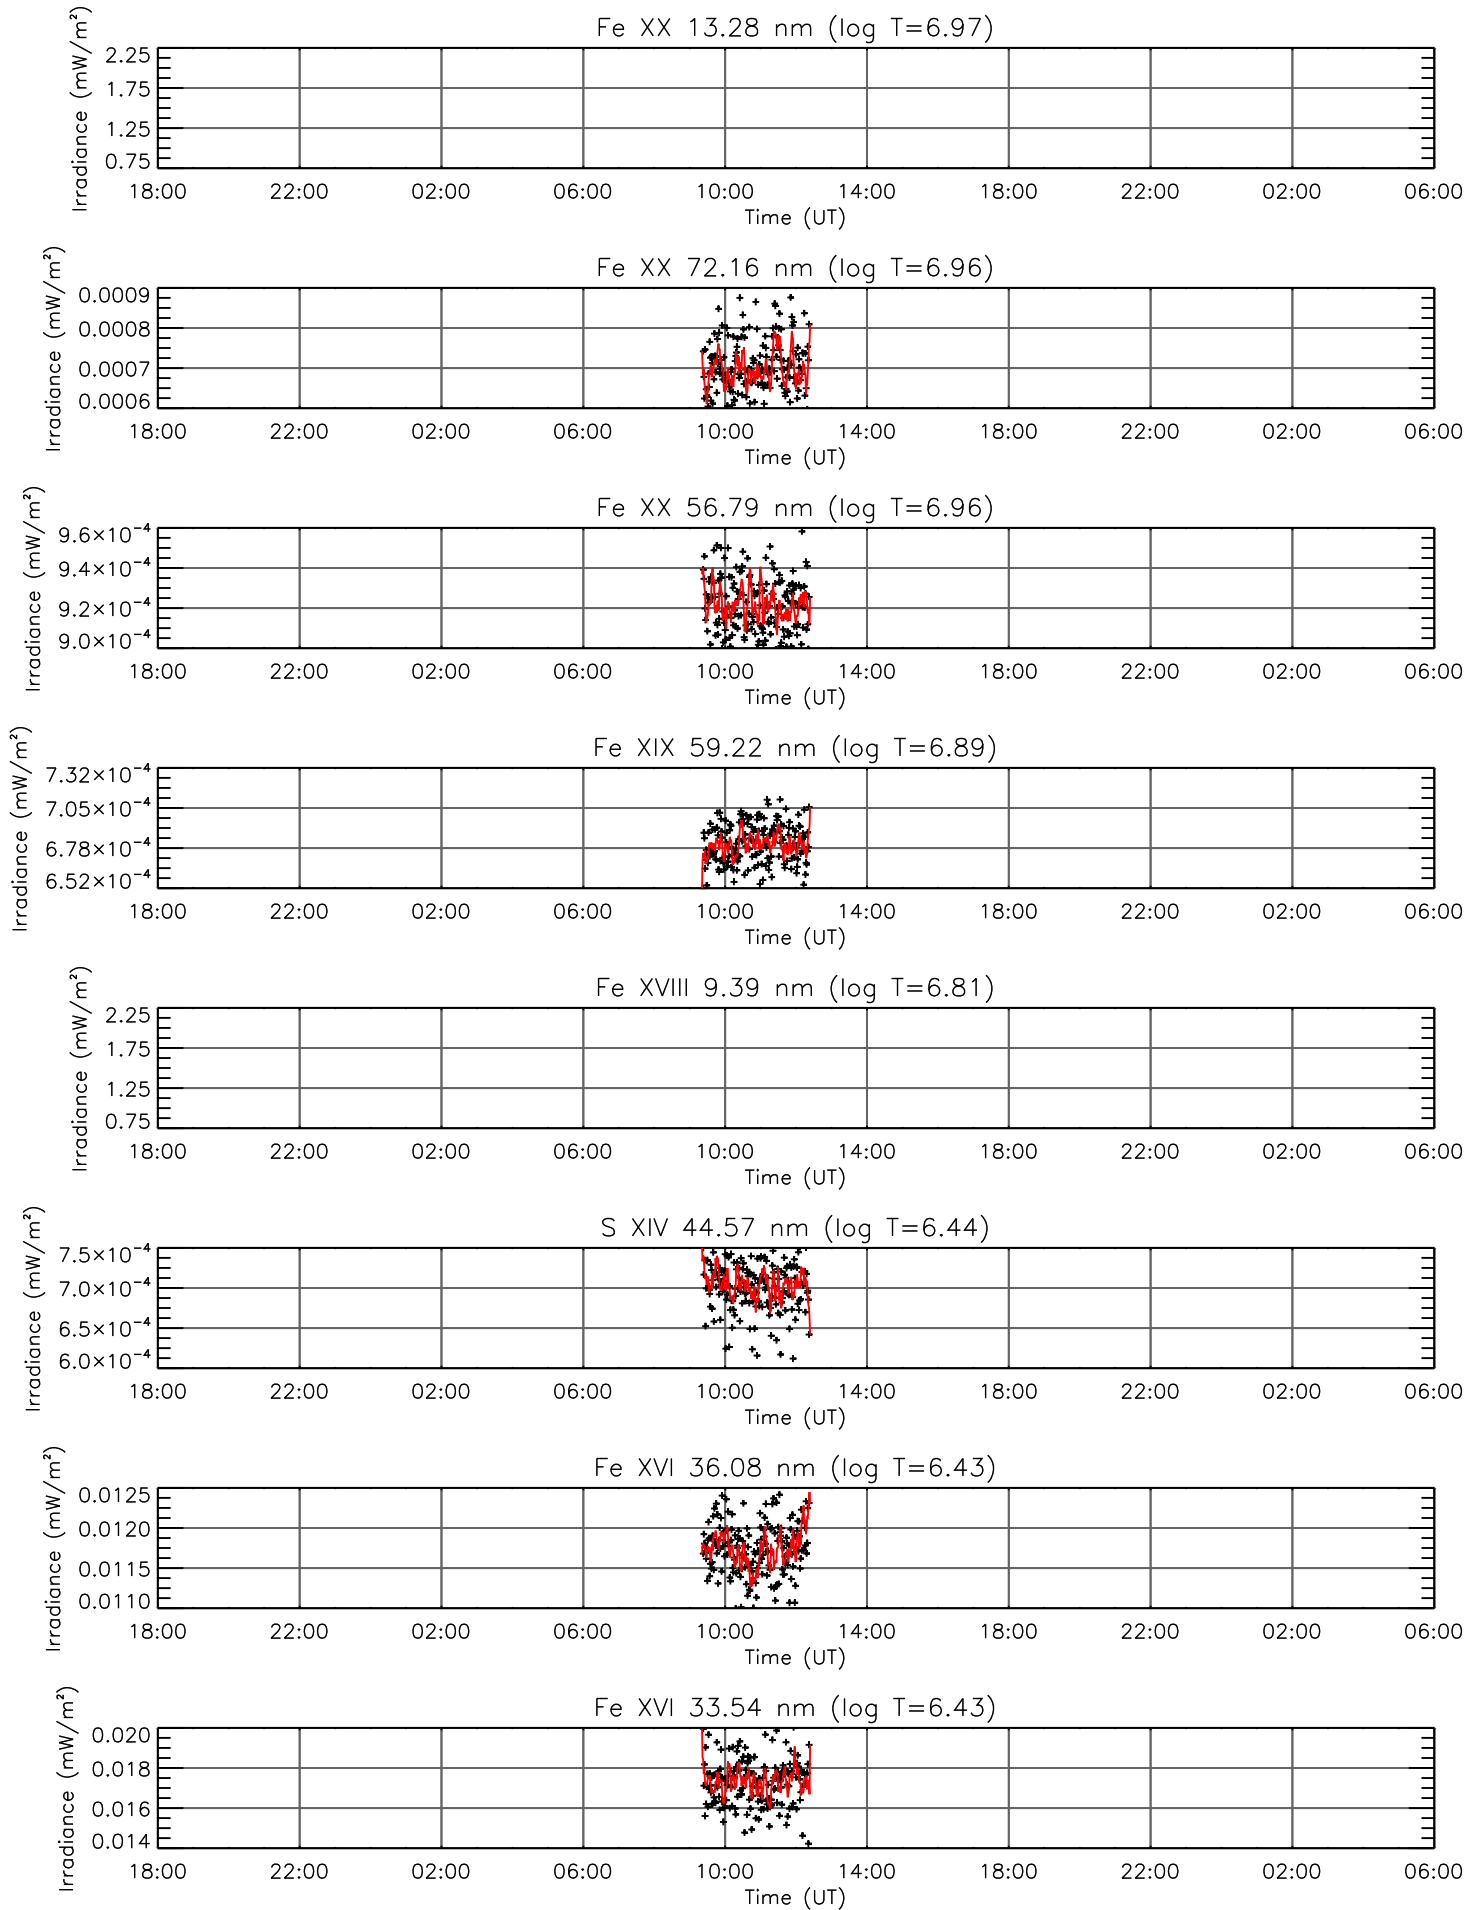 Fe XX 13.28 nm (log T=6.97)
Irradiance (mW/m²)
2.25
1.75
1.25
0.75
18:00 22:00 02:00 06:00 10:00 14:00 18:00 22:00 02:00 06:00
Time (UT)
Fe XX 72.16 nm (log T=6.96)
Irradiance (mW/m²)
0.0009
0.0008
0.0007
0.0006
18:00 22:00 02:00 06:00 10:00 14:00 18:00 22:00 02:00 06:00
Time (UT)
Fe XX 56.79 nm (log T=6.96)
Irradiance (mW/m²)
9.6×10⁻⁴
9.4×10⁻⁴
9.2×10⁻⁴
9.0×10⁻⁴
18:00 22:00 02:00 06:00 10:00 14:00 18:00 22:00 02:00 06:00
Time (UT)
Fe XIX 59.22 nm (log T=6.89)
Irradiance (mW/m²)
7.32×10⁻⁴
7.05×10⁻⁴
6.78×10⁻⁴
6.52×10⁻⁴
18:00 22:00 02:00 06:00 10:00 14:00 18:00 22:00 02:00 06:00
Time (UT)
Fe XVIII 9.39 nm (log T=6.81)
Irradiance (mW/m²)
2.25
1.75
1.25
0.75
18:00 22:00 02:00 06:00 10:00 14:00 18:00 22:00 02:00 06:00
Time (UT)
S XIV 44.57 nm (log T=6.44)
Irradiance (mW/m²)
7.5×10⁻⁴
7.0×10⁻⁴
6.5×10⁻⁴
6.0×10⁻⁴
18:00 22:00 02:00 06:00 10:00 14:00 18:00 22:00 02:00 06:00
Time (UT)
Fe XVI 36.08 nm (log T=6.43)
Irradiance (mW/m²)
0.0125
0.0120
0.0115
0.0110
18:00 22:00 02:00 06:00 10:00 14:00 18:00 22:00 02:00 06:00
Time (UT)
Fe XVI 33.54 nm (log T=6.43)
Irradiance (mW/m²)
0.020
0.018
0.016
0.014
18:00 22:00 02:00 06:00 10:00 14:00 18:00 22:00 02:00 06:00
Time (UT)